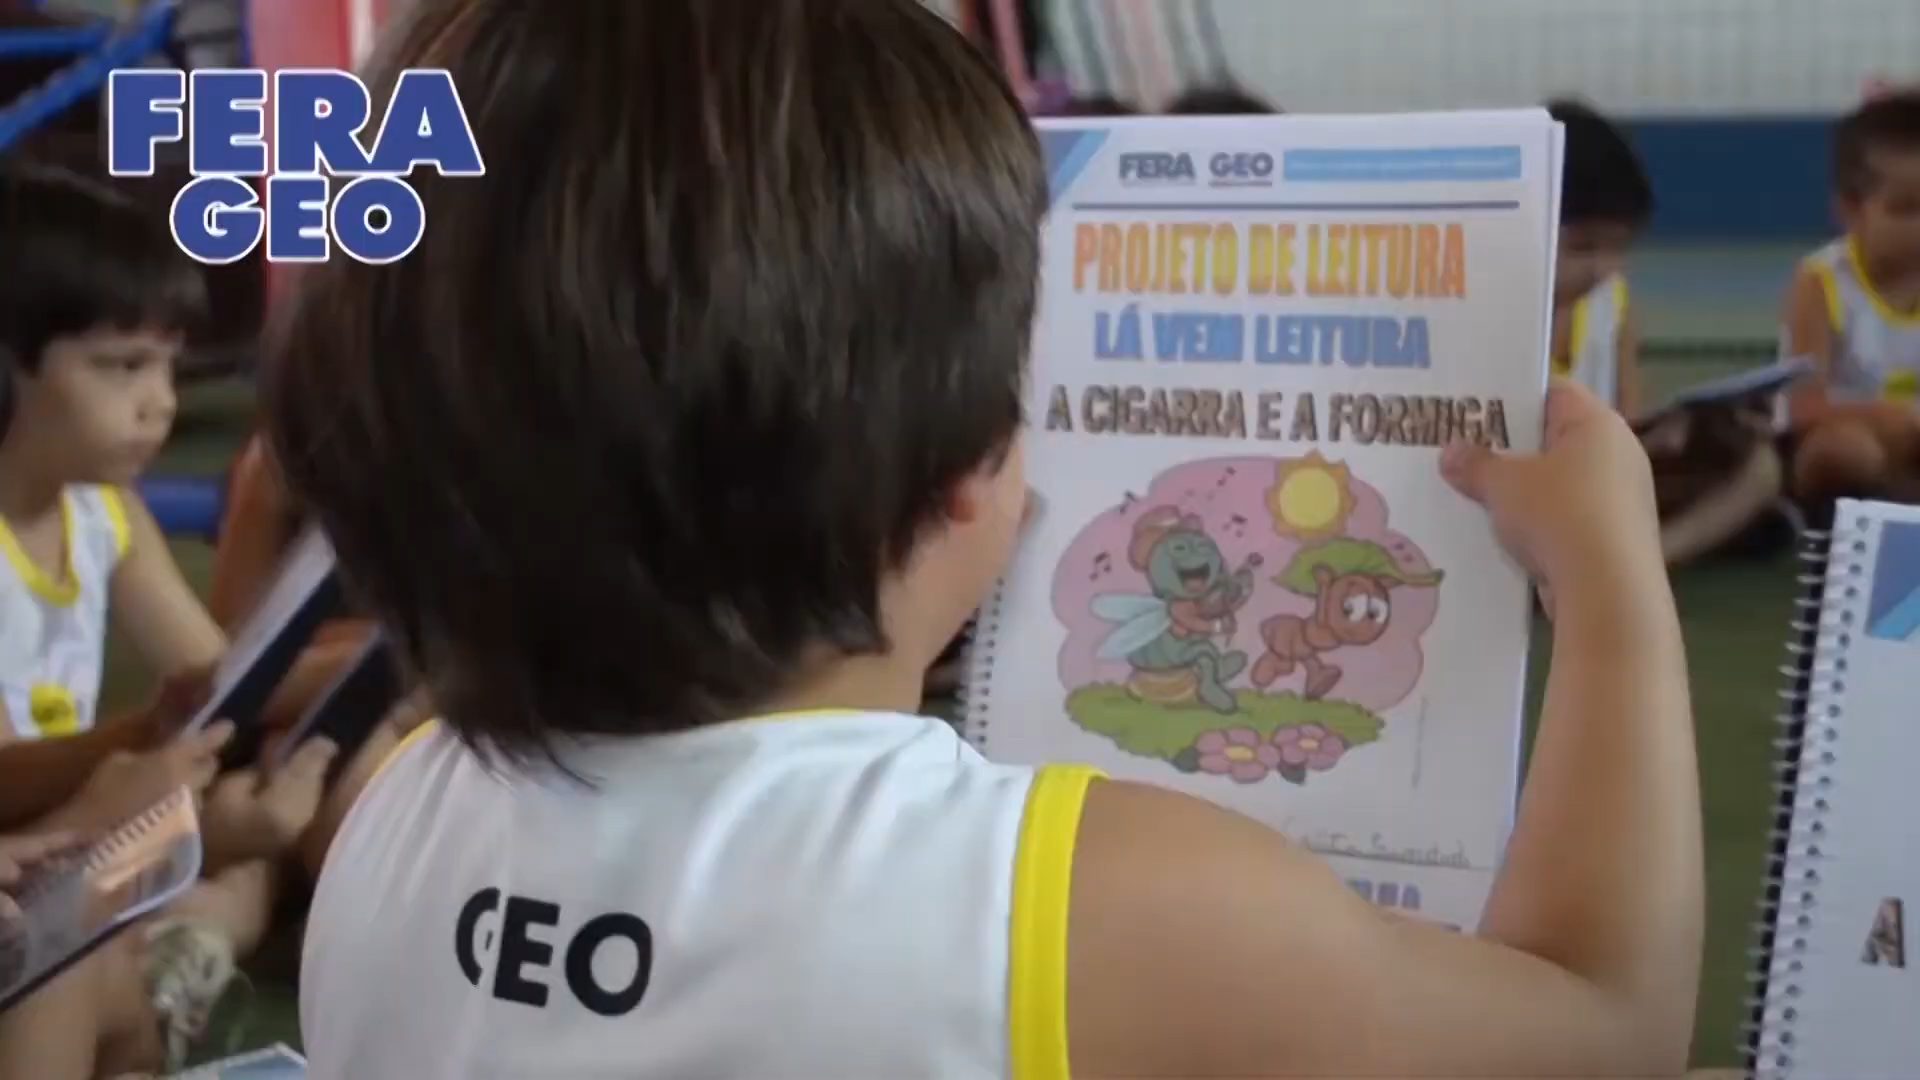 FERA
GEO
FERA GEO
PROJETO DE LEITURA
LÁ VEM LEITURA
A CIGARRA E A FORMIGA
GEO
A